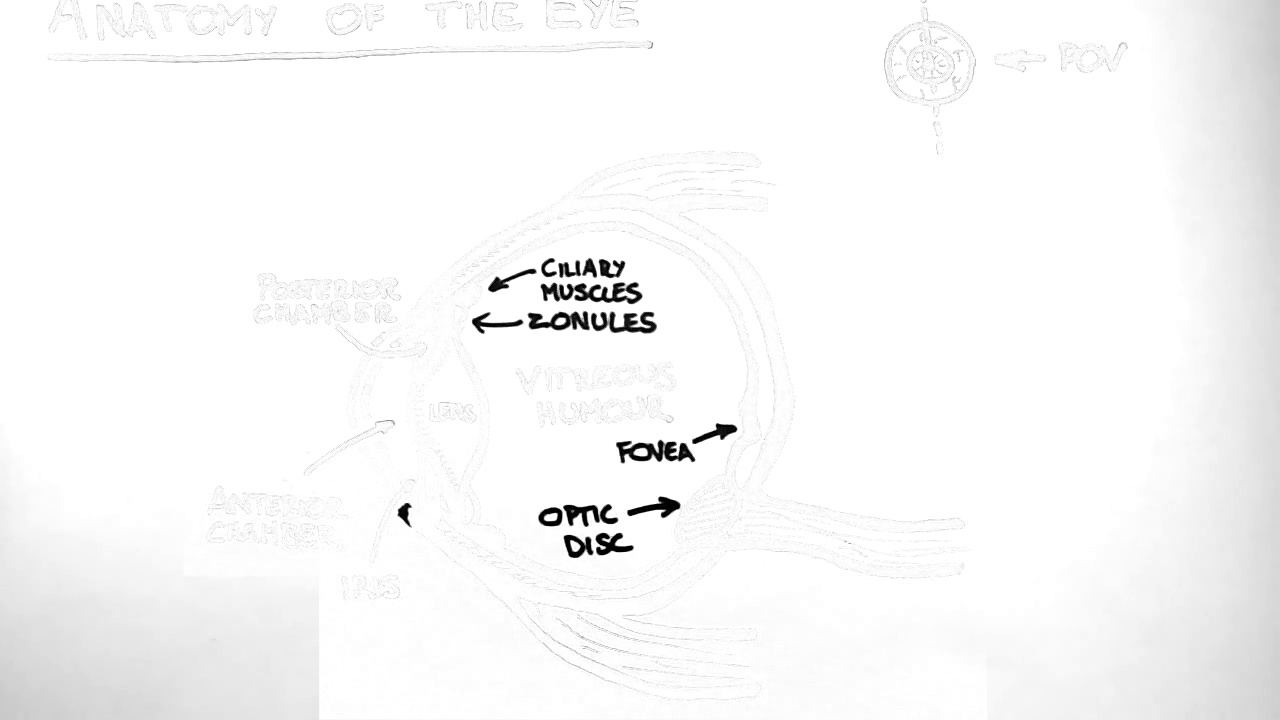 ANATOMY OF THE EYE
POV
CILIARY
MUSCLES
ZONULES
POSTERIOR
CHAMBER
VITREOUS
HUMOUR
LENS
FOVEA
ANTERIOR
CHAMBER
OPTIC
DISC
IRIS